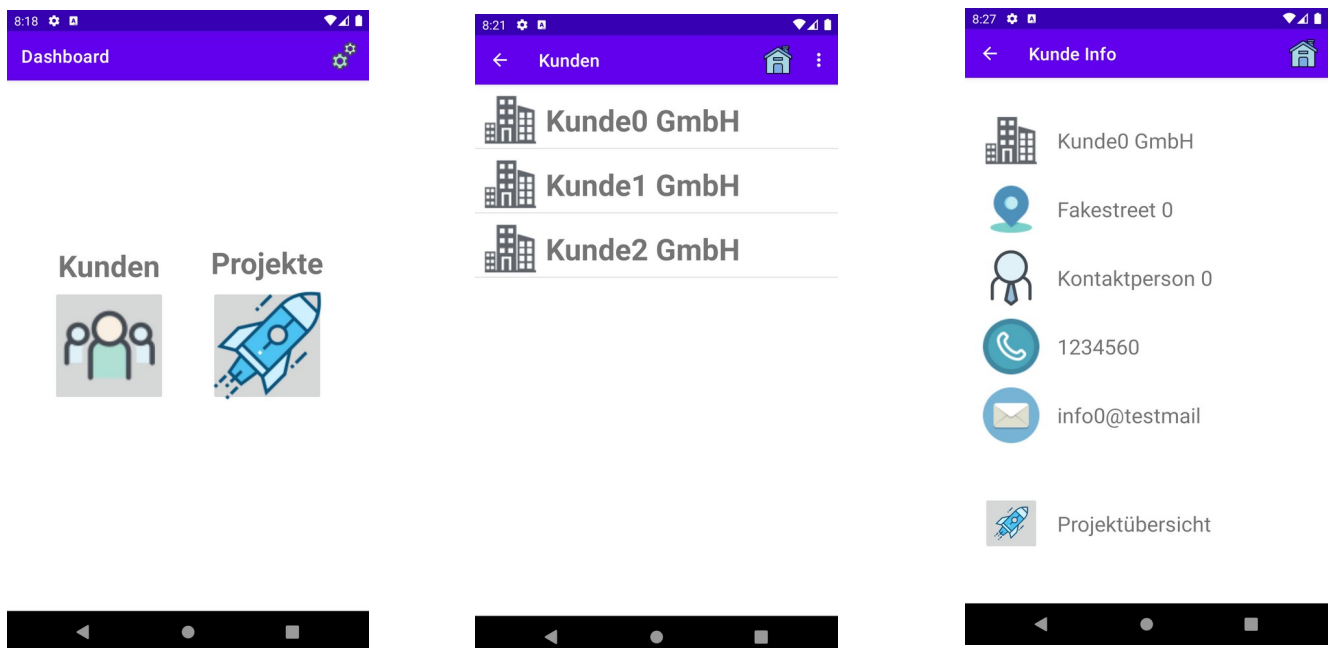 8:18
Dashboard
Kunden
Projekte
8:21
Kunden
Kunde0 GmbH
Kunde1 GmbH
Kunde2 GmbH
8:27
Kunde Info
Kunde0 GmbH
Fakestreet 0
Kontaktperson 0
1234560
info0@testmail
Projektübersicht